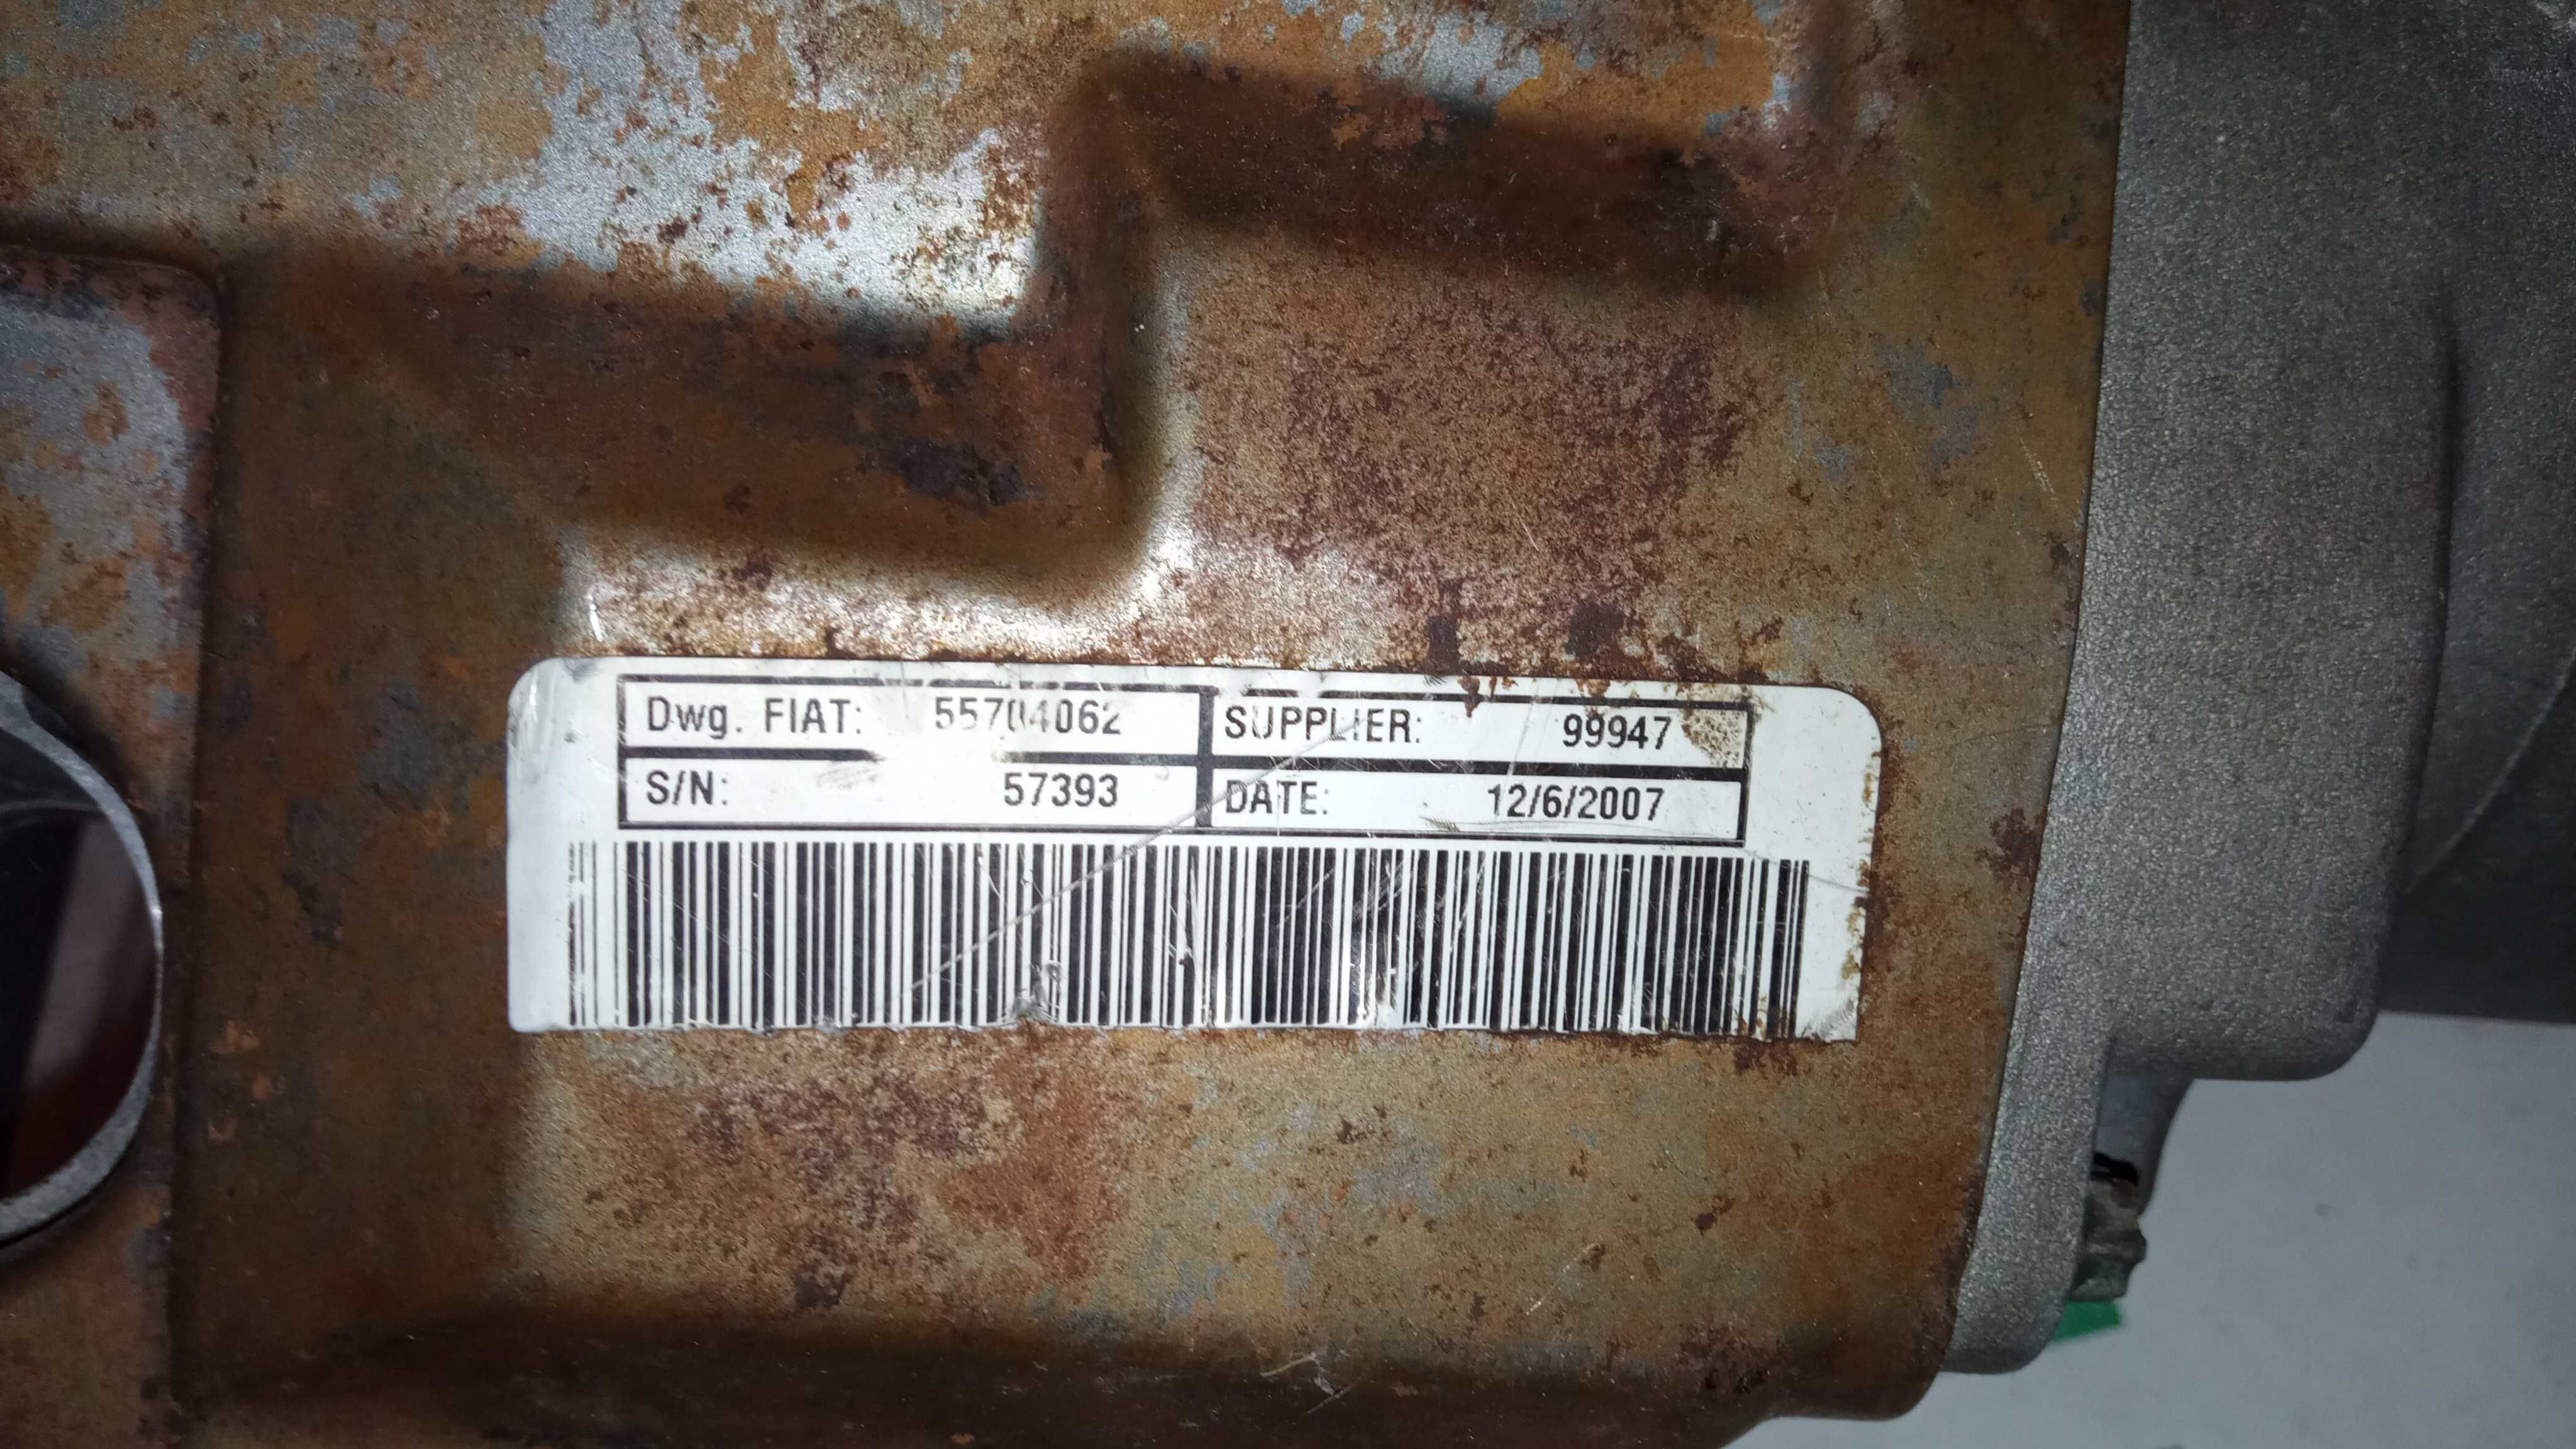 Dwg. FIAT: 55704062 SUPPLIER: 99947
S/N: 57393 DATE: 12/6/2007